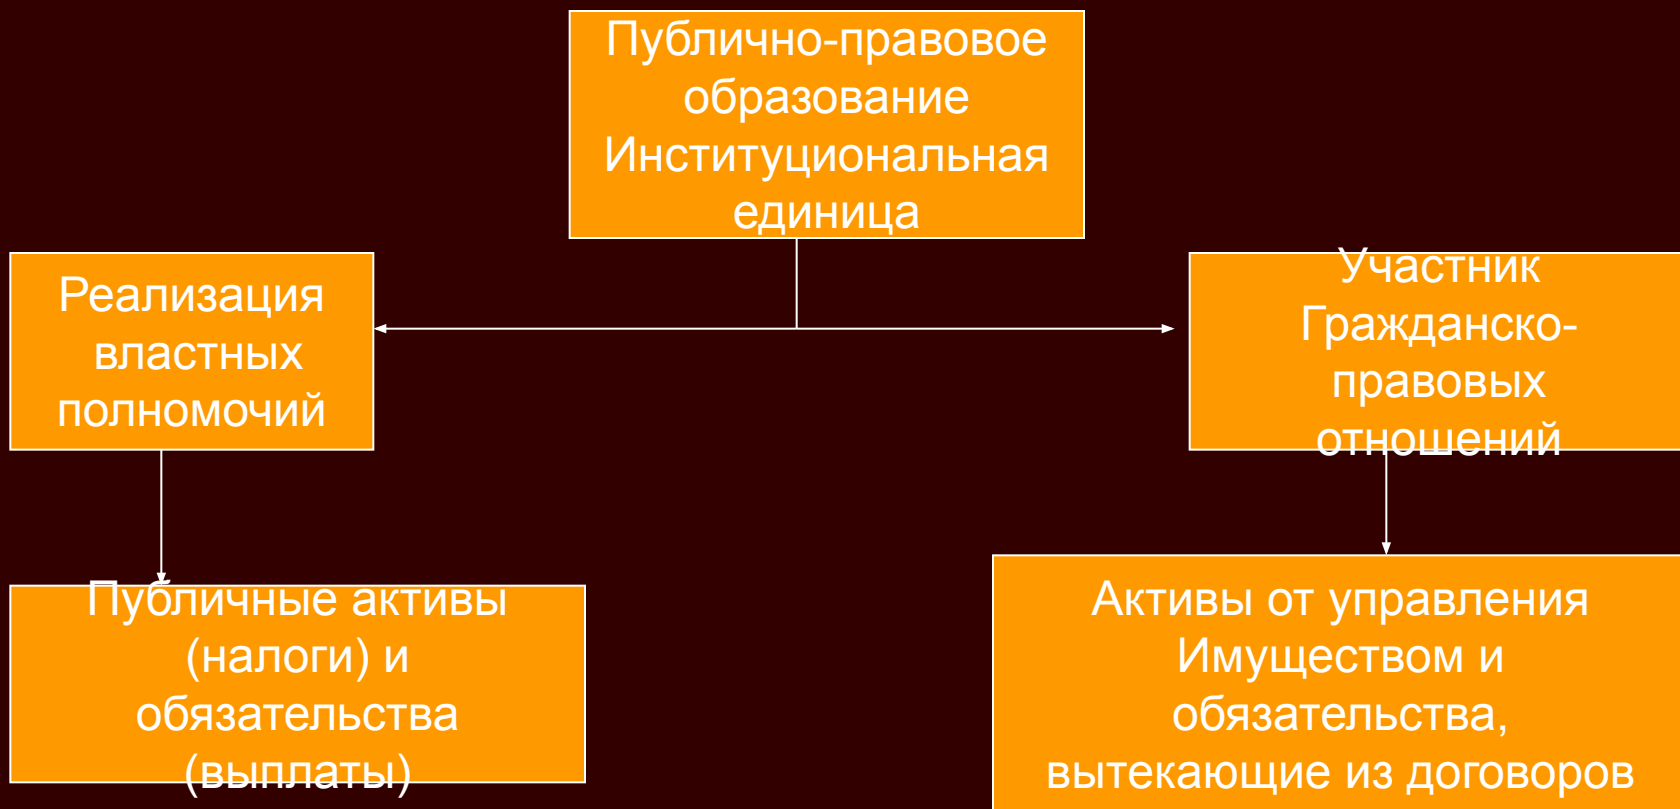 Публично-правовое
образование
Институциональная
единица
Реализация
властных
полномочий
Участник
Гражданско-
правовых
отношений
Публичные активы
(налоги) и
обязательства
(выплаты)
Активы от управления
Имуществом и
обязательства,
вытекающие из договоров